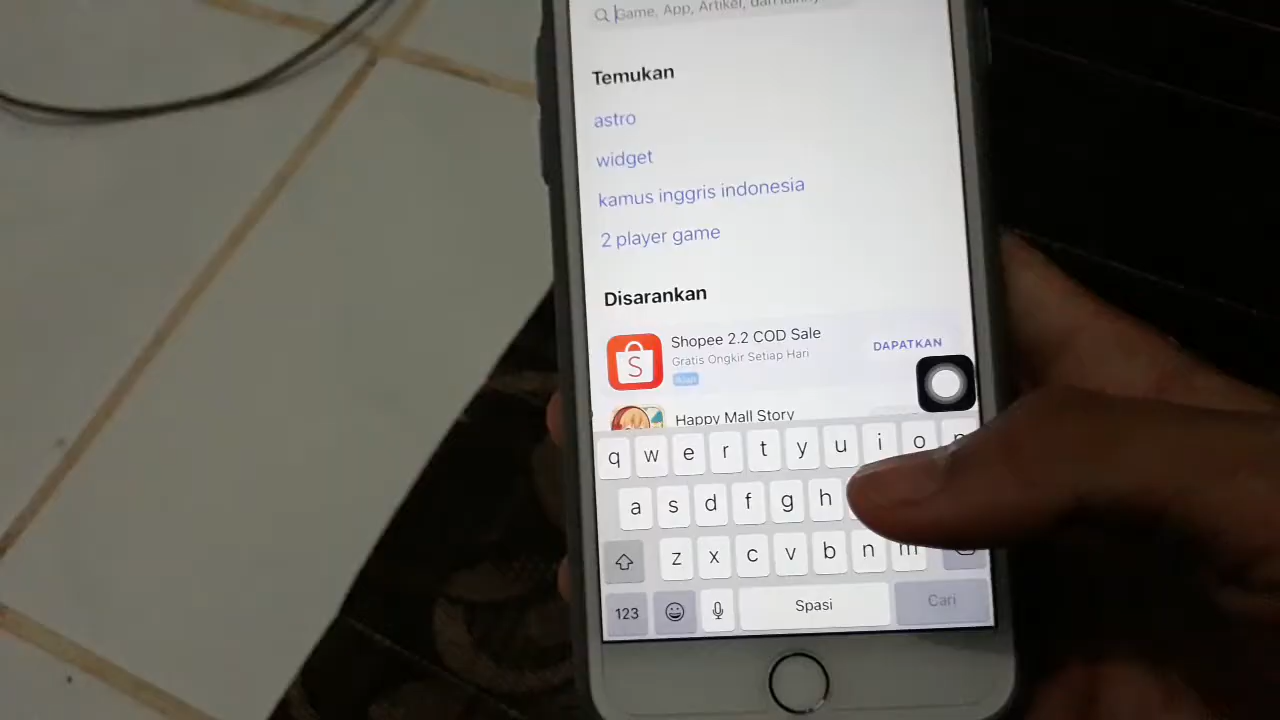 Game, App, Artikel, dan lainnya
Temukan
astro
widget
kamus inggris indonesia
2 player game
Disarankan
Shopee 2.2 COD Sale
Gratis Ongkir Setiap Hari
DAPATKAN
Happy Mall Story
q w e r t y u i o p
a s d f g h
z x c v b n m
123 Spasi Cari